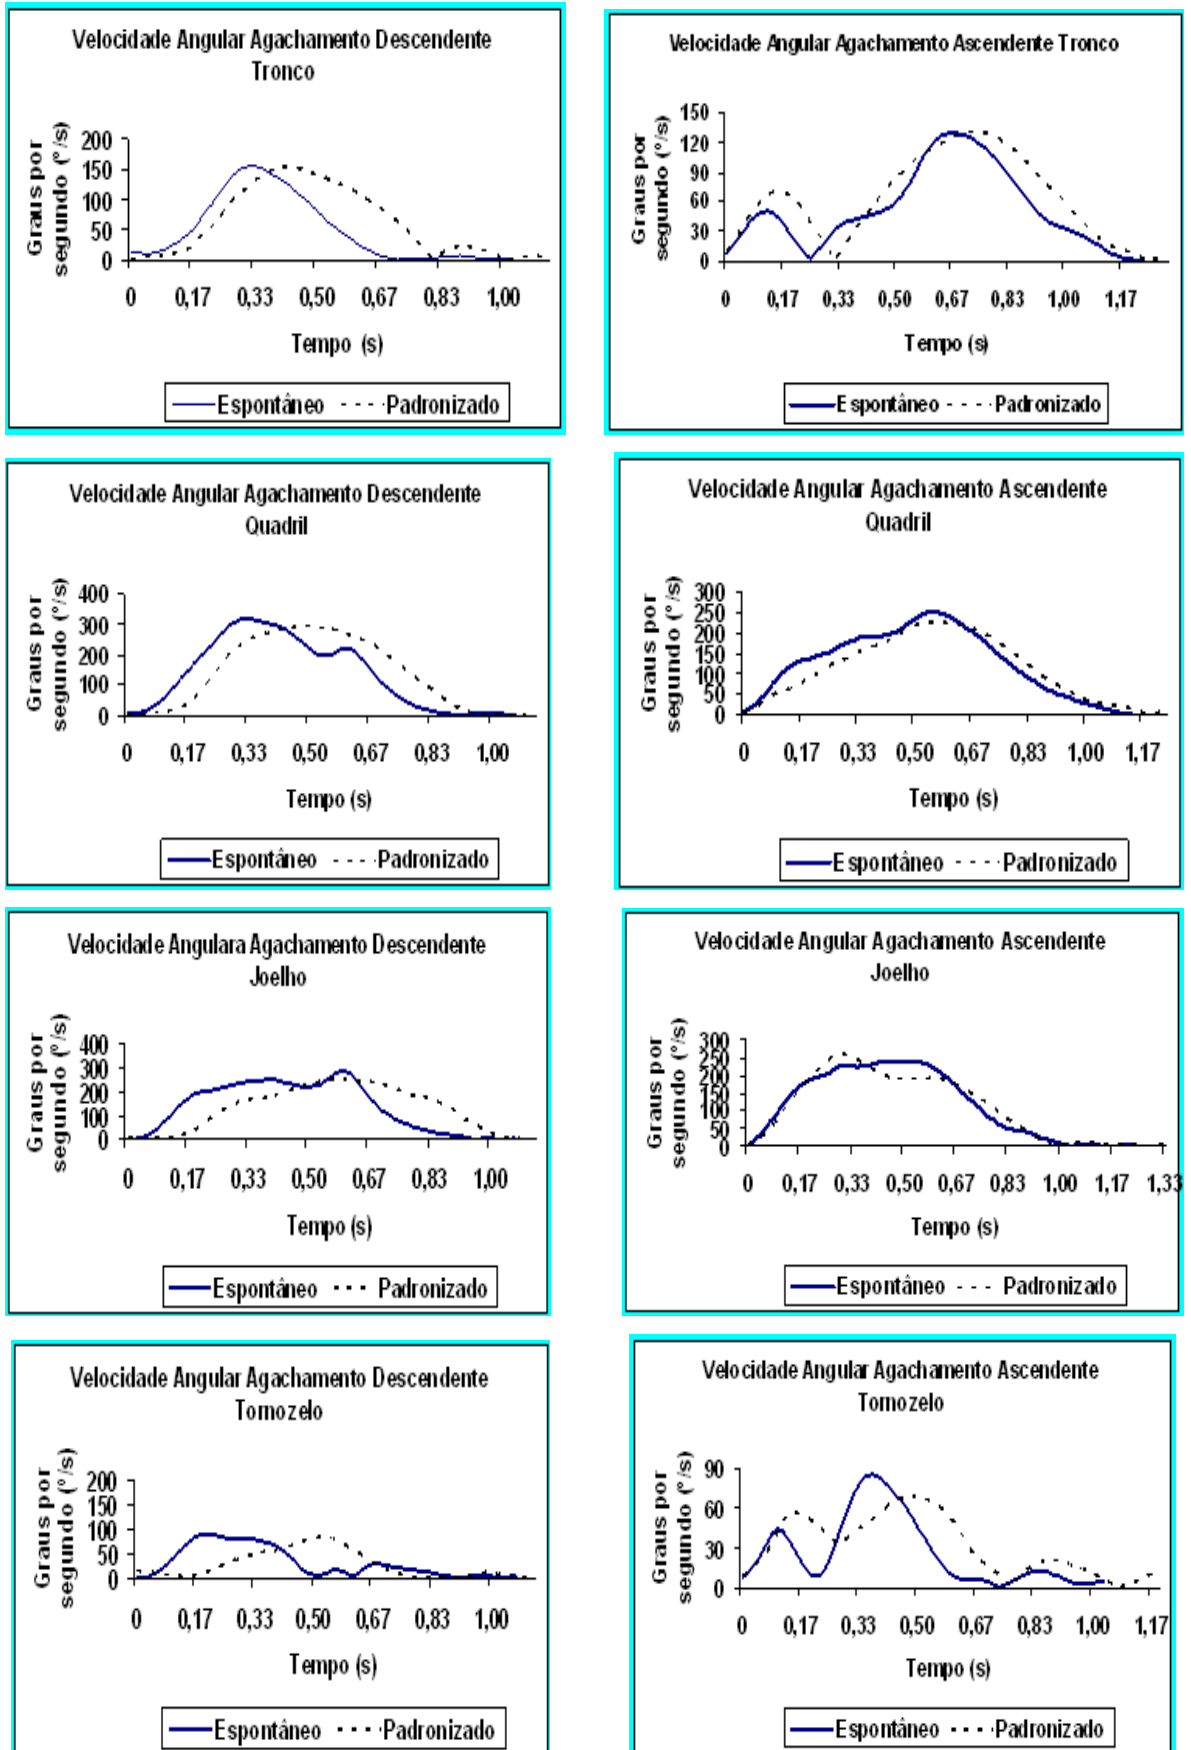 Velocidade Angular Agachamento Descendente
Tronco
Graus por
segundo (°/s)
200
150
100
50
0
0 0,17 0,33 0,50 0,67 0,83 1,00
Tempo (s)
Espontâneo Padronizado
Velocidade Angular Agachamento Ascendente Tronco
Graus por
segundo (°/s)
150
120
90
60
30
0
0 0,17 0,33 0,50 0,67 0,83 1,00 1,17
Tempo (s)
Espontâneo Padronizado
Velocidade Angular Agachamento Descendente
Quadril
Graus por
segundo (°/s)
400
300
200
100
0
0 0,17 0,33 0,50 0,67 0,83 1,00
Tempo (s)
Espontâneo Padronizado
Velocidade Angular Agachamento Ascendente
Quadril
Graus por
segundo (°/s)
300
250
200
150
100
50
0
0 0,17 0,33 0,50 0,67 0,83 1,00 1,17
Tempo (s)
Espontâneo Padronizado
Velocidade Angulara Agachamento Descendente
Joelho
Graus por
segundo (°/s)
400
300
200
100
0
0 0,17 0,33 0,50 0,67 0,83 1,00
Tempo (s)
Espontâneo Padronizado
Velocidade Angular Agachamento Ascendente
Joelho
Graus por
segundo (°/s)
300
250
200
150
100
50
0
0 0,17 0,33 0,50 0,67 0,83 1,00 1,17 1,33
Tempo (s)
Espontâneo Padronizado
Velocidade Angular Agachamento Descendente
Tornozelo
Graus por
segundo (°/s)
200
150
100
50
0
0 0,17 0,33 0,50 0,67 0,83 1,00
Tempo (s)
Espontâneo Padronizado
Velocidade Angular Agachamento Ascendente
Tornozelo
Graus por
segundo (°/s)
90
60
30
0
0 0,17 0,33 0,50 0,67 0,83 1,00 1,17
Tempo (s)
Espontâneo Padronizado